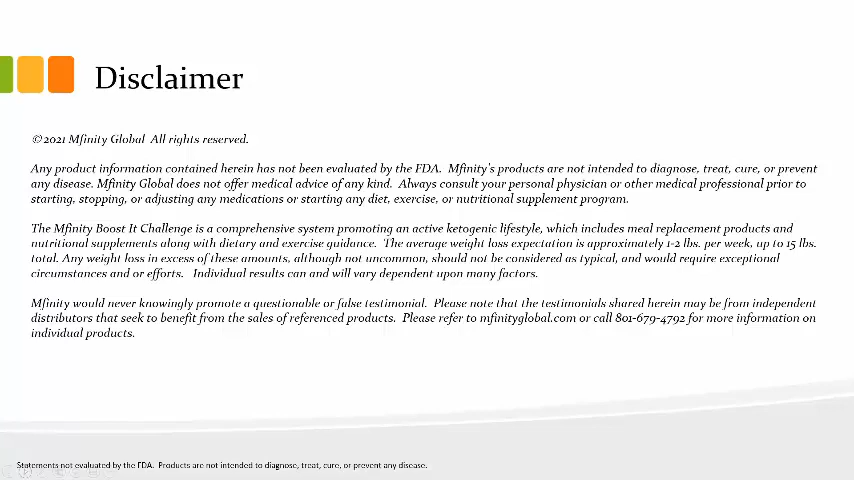 Disclaimer
©2021 Mfinity Global All rights reserved.
Any product information contained herein has not been evaluated by the FDA. Mfinity's products are not intended to diagnose, treat, cure, or prevent
any disease. Mfinity Global does not offer medical advice of any kind. Always consult your personal physician or other medical professional prior to
starting, stopping, or adjusting any medications or starting any diet, exercise, or nutritional supplement program.
The Mfinity Boost It Challenge is a comprehensive system promoting an active ketogenic lifestyle, which includes meal replacement products and
nutritional supplements along with dietary and exercise guidance. The average weight loss expectation is approximately 1-2 lbs. per week, up to 15 lbs.
total. Any weight loss in excess of these amounts, although not uncommon, should not be considered as typical, and would require exceptional
circumstances and or efforts. Individual results can and will vary dependent upon many factors.
Mfinity would never knowingly promote a questionable or false testimonial. Please note that the testimonials shared herein may be from independent
distributors that seek to benefit from the sales of referenced products. Please refer to mfinityglobal.com or call 801-679-4792 for more information on
individual products.
Statements not evaluated by the FDA. Products are not intended to diagnose, treat, cure, or prevent any disease.